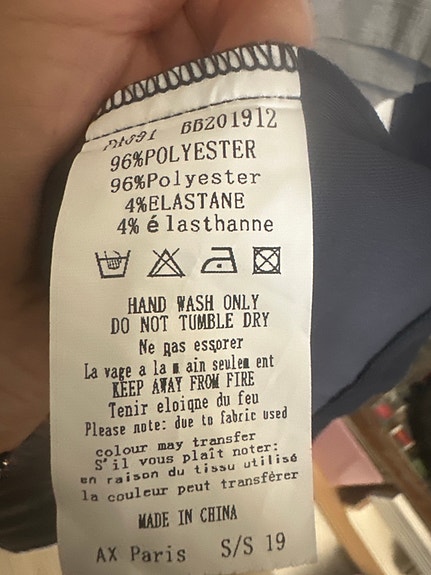 BB201912
96%POLYESTER
96%Polyester
4%ELASTANE
4% élasthanne
HAND WASH ONLY
DO NOT TUMBLE DRY
Ne pas essorer
La vage a la m ain seulem ent
KEEP AWAY FROM FIRE
Tenir eloiqne du feu
Please note: due to fabric used
colour may transfer
S'il vous plaît noter:
en raison du tissu utilisé
la couleur peut transférer
MADE IN CHINA
AX Paris S/S 19